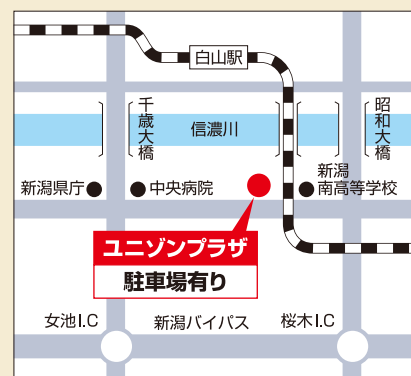 白山駅
千歳大橋
信濃川
昭和大橋
新潟県庁
中央病院
新潟
南高等学校
ユニゾンプラザ
駐車場有り
女池I.C
新潟バイパス
桜木I.C